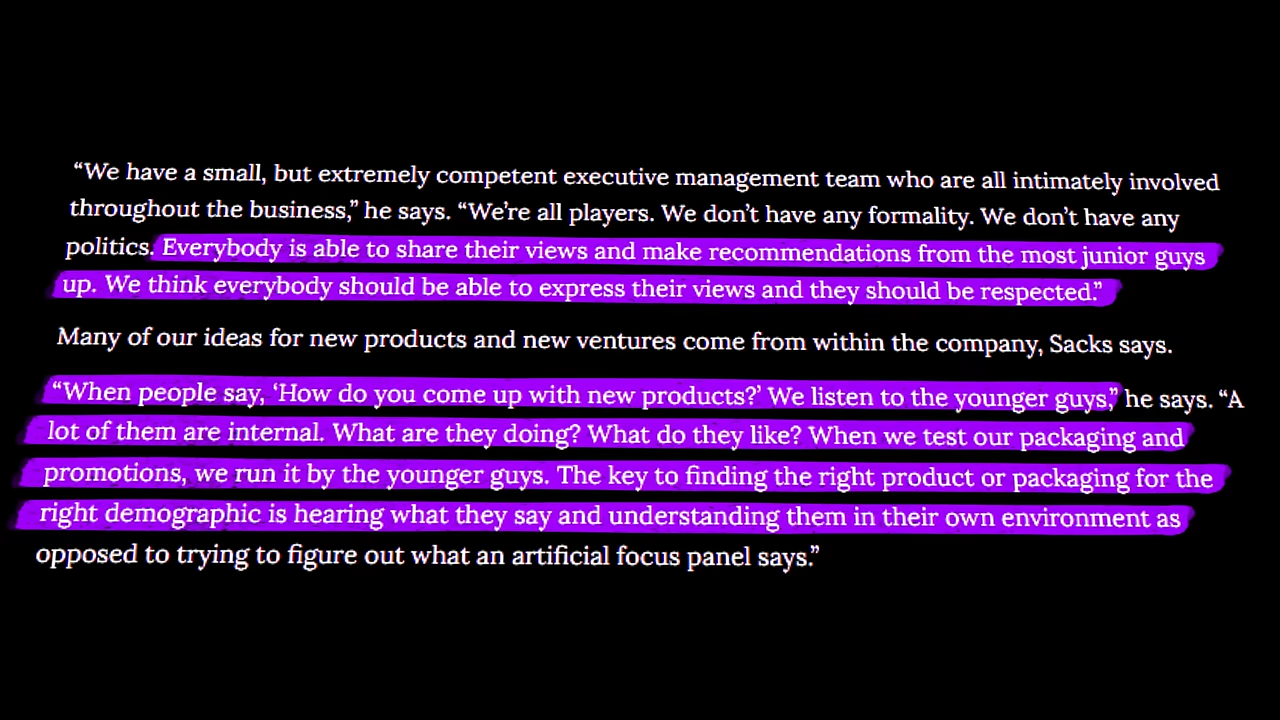 “We have a small, but extremely competent executive management team who are all intimately involved
throughout the business,” he says. “We’re all players. We don’t have any formality. We don’t have any
politics. Everybody is able to share their views and make recommendations from the most junior guys
up. We think everybody should be able to express their views and they should be respected.”
Many of our ideas for new products and new ventures come from within the company, Sacks says.
“When people say, ‘How do you come up with new products?’ We listen to the younger guys,” he says. “A
lot of them are internal. What are they doing? What do they like? When we test our packaging and
promotions, we run it by the younger guys. The key to finding the right product or packaging for the
right demographic is hearing what they say and understanding them in their own environment as
opposed to trying to figure out what an artificial focus panel says.”